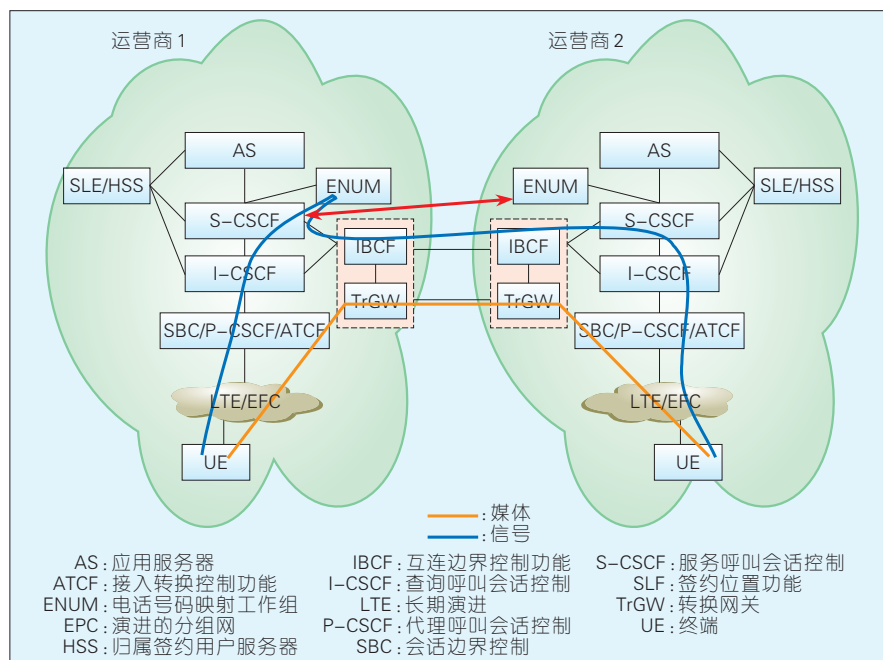 运营商1
运营商2
AS
AS
SLE/HSS
ENUM
ENUM
SLE/HSS
S-CSCF
S-CSCF
IBCF
IBCF
I-CSCF
I-CSCF
TrGW
TrGW
SBC/P-CSCF/ATCF
SBC/P-CSCF/ATCF
LTE/EFC
LTE/EFC
UE
UE
:媒体
:信号
AS:应用服务器
ATCF:接入转换控制功能
ENUM:电话号码映射工作组
EPC:演进的分组网
HSS:归属签约用户服务器
IBCF:互连边界控制功能
I-CSCF:查询呼叫会话控制
LTE:长期演进
P-CSCF:代理呼叫会话控制
SBC:会话边界控制
S-CSCF:服务呼叫会话控制
SLF:签约位置功能
TrGW:转换网关
UE:终端